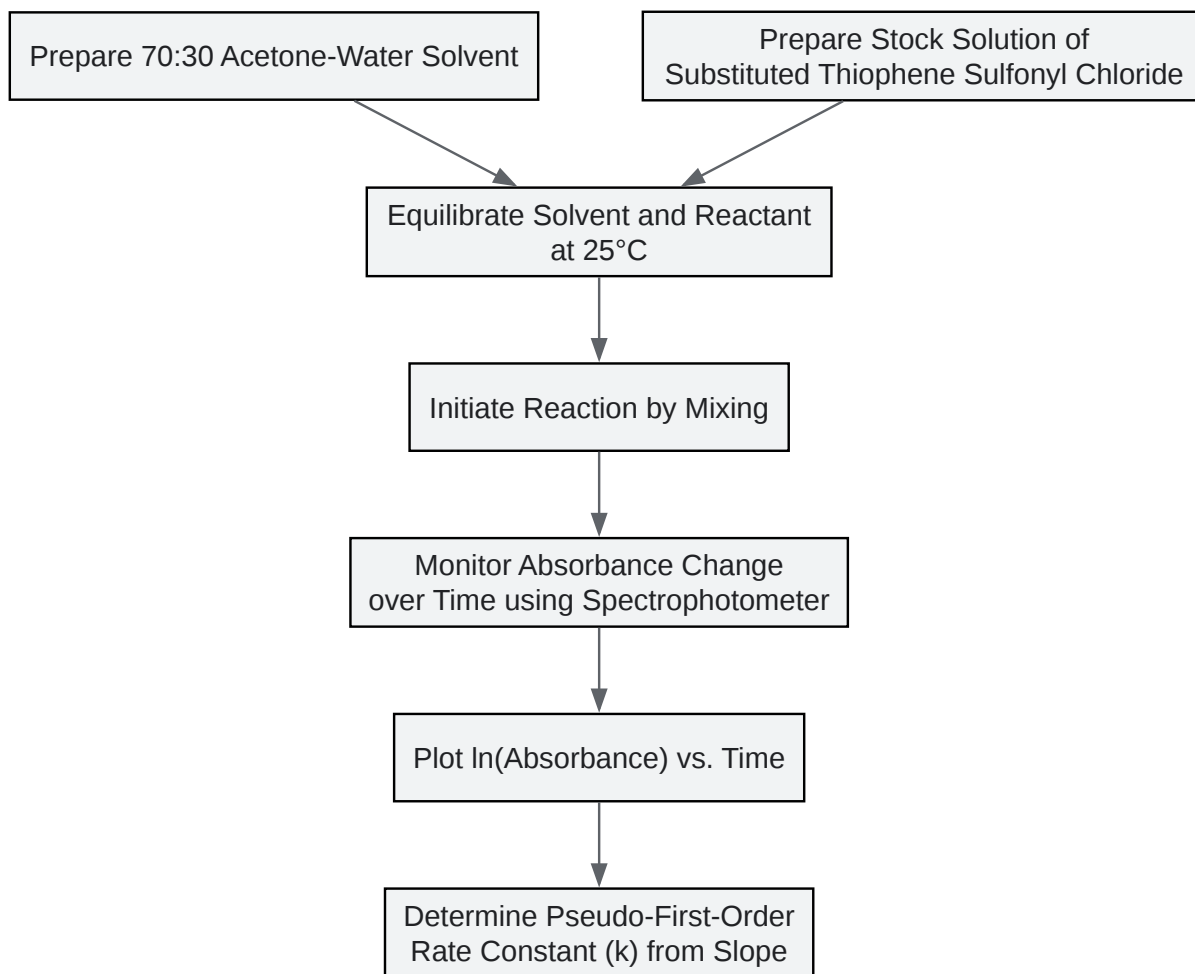 Prepare 70:30 Acetone-Water Solvent
Prepare Stock Solution of
Substituted Thiophene Sulfonyl Chloride
Equilibrate Solvent and Reactant
at 25°C
Initiate Reaction by Mixing
Monitor Absorbance Change
over Time using Spectrophotometer
Plot ln(Absorbance) vs. Time
Determine Pseudo-First-Order
Rate Constant (k) from Slope